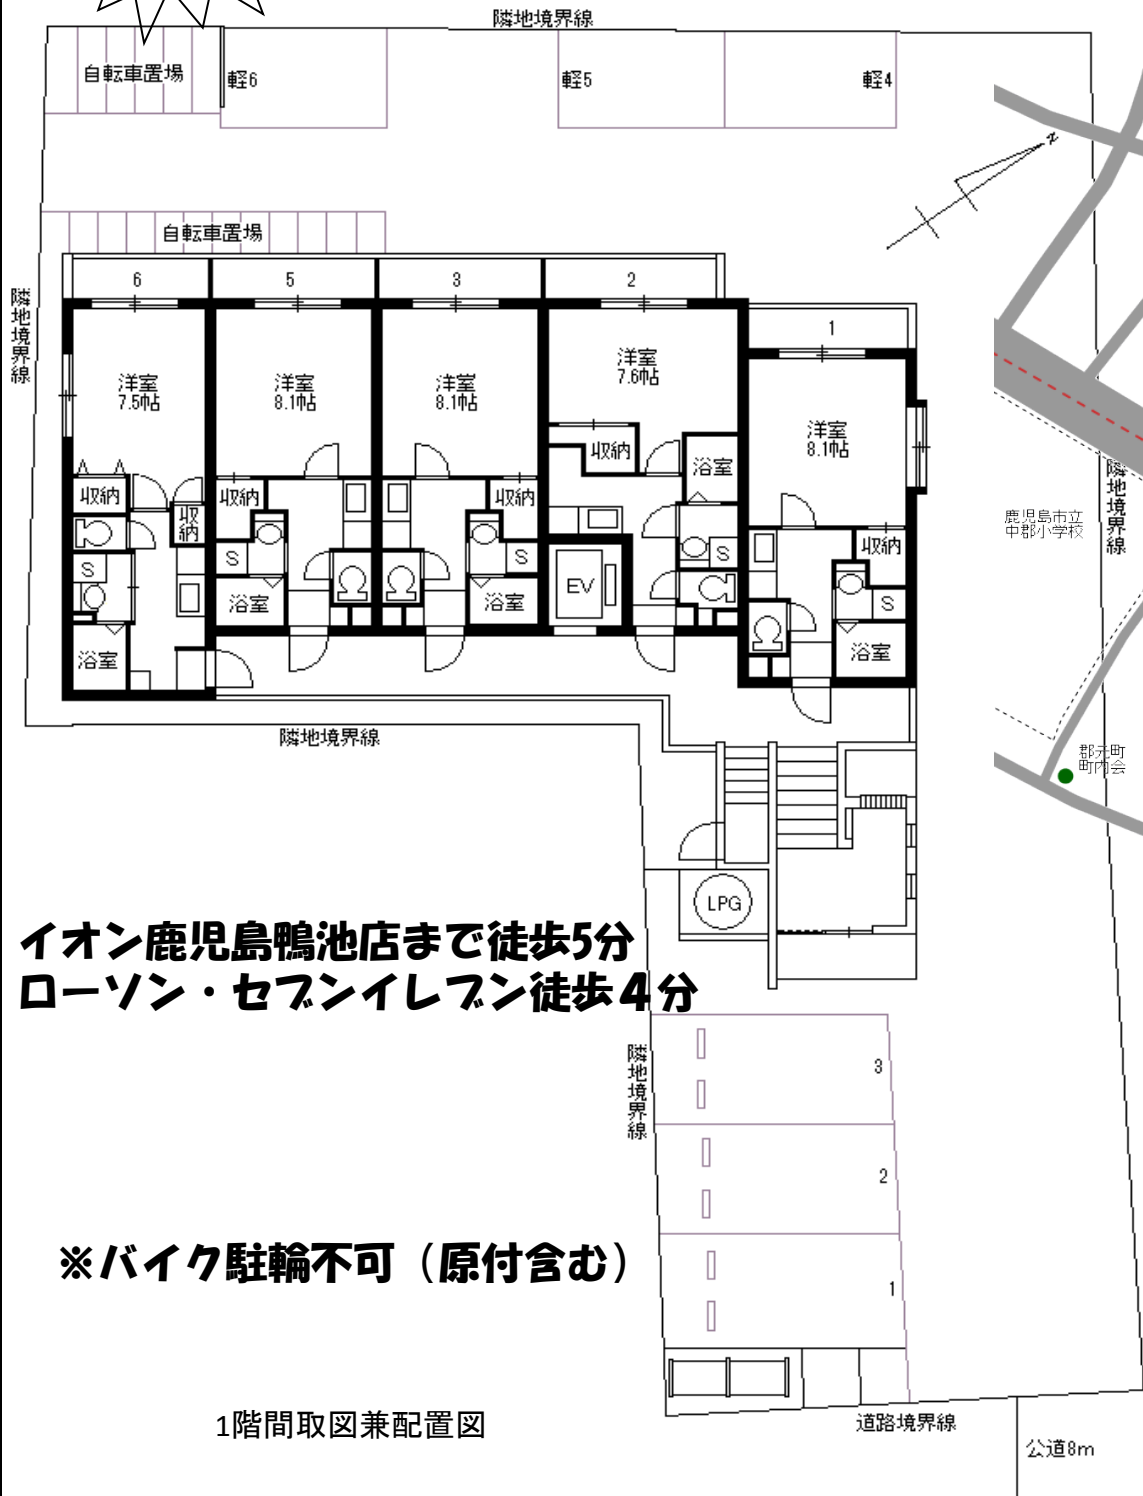 隣地境界線
自転車置場
軽6
軽5
軽4
z
自転車置場
隣地境界線
6
5
3
2
1
洋室
7.5帖
洋室
8.1帖
洋室
8.1帖
洋室
7.6帖
洋室
8.1帖
収納
収納
収納
収納
収納
収納
浴室
S
S
S
S
S
浴室
浴室
浴室
浴室
EV
隣地境界線
鹿児島市立
中郡小学校
郡元町
町内会
隣地境界線
LPG
イオン鹿児島鴨池店まで徒歩5分
ローソン・セブンイレブン徒歩４分
隣地境界線
3
2
1
※バイク駐輪不可（原付含む）
1階間取図兼配置図
道路境界線
公道8m